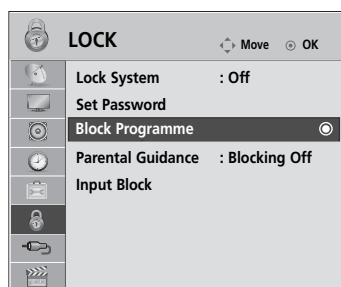 LOCK Move OK
Lock System : Off
Set Password
Block Programme
Parental Guidance : Blocking Off
Input Block